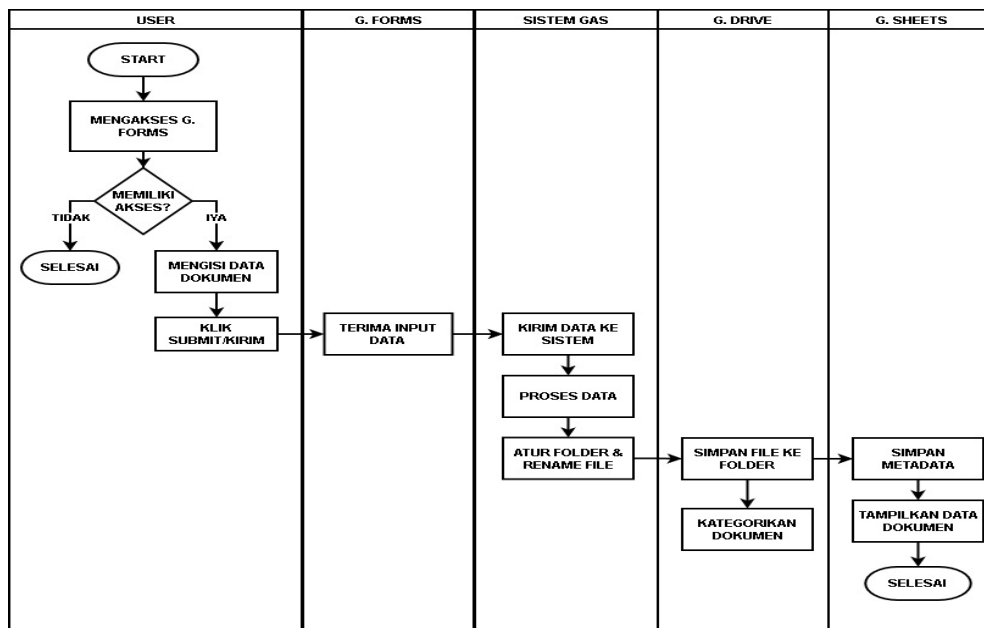 USER
G. FORMS
SISTEM GAS
G. DRIVE
G. SHEETS
START
MENGAKSES G.
FORMS
MEMILIKI
AKSES?
TIDAK
IYA
SELESAI
MENGISI DATA
DOKUMEN
KLIK
SUBMIT/KIRIM
TERIMA INPUT
DATA
KIRIM DATA KE
SISTEM
PROSES DATA
ATUR FOLDER &
RENAME FILE
SIMPAN FILE KE
FOLDER
KATEGORIKAN
DOKUMEN
SIMPAN
METADATA
TAMPILKAN DATA
DOKUMEN
SELESAI